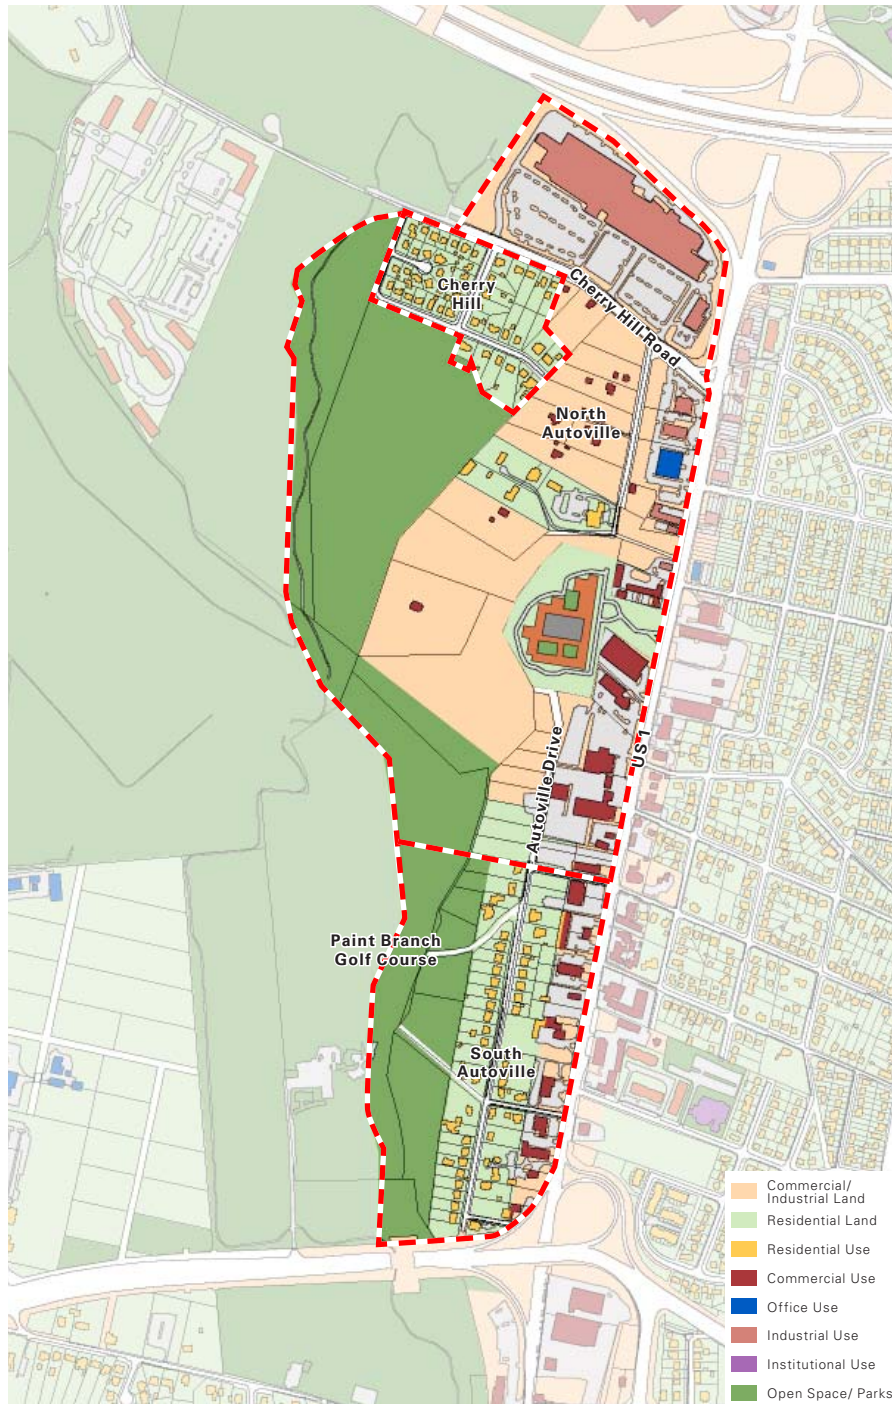 Cherry
Hill
Cherry Hill Road
North
Autoville
US 1
Autoville Drive
Paint Branch
Golf Course
South
Autoville
Commercial/
Industrial Land
Residential Land
Residential Use
Commercial Use
Office Use
Industrial Use
Institutional Use
Open Space/ Parks